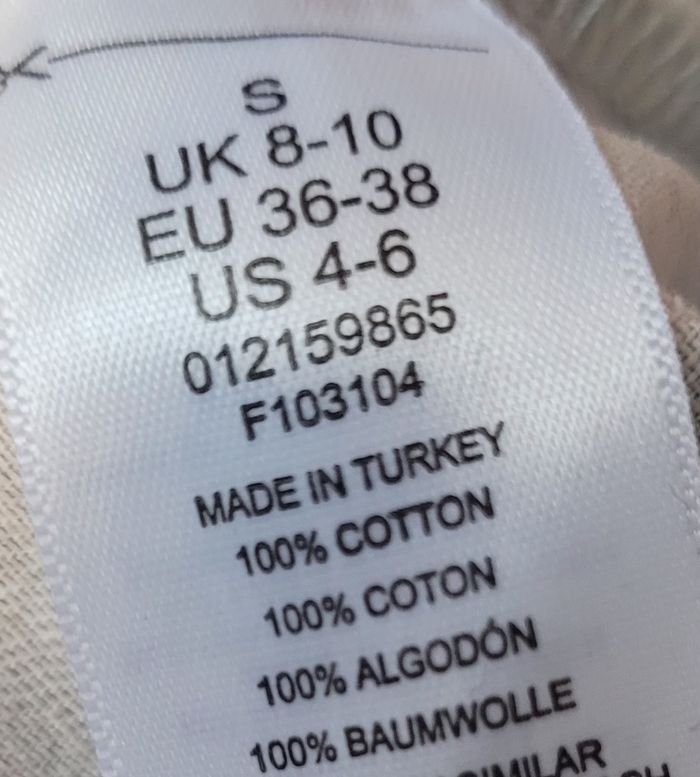 S
UK 8-10
EU 36-38
US 4-6
012159865
F103104
MADE IN TURKEY
100% COTTON
100% COTON
100% ALGODÓN
100% BAUMWOLLE
SIMILAR